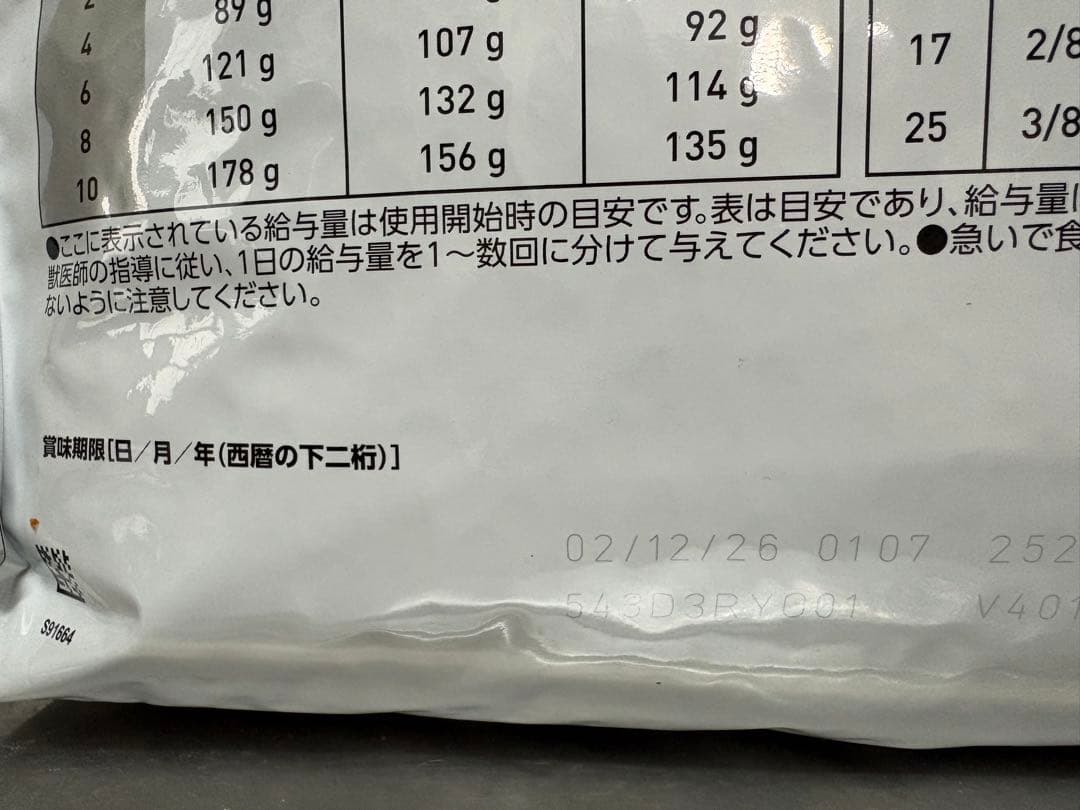 2 89 g
4 121 g 107 g 92 g 17 2/8
6 150 g 132 g 114 g
8 178 g 156 g 135 g 25 3/8
10
●ここに表示されている給与量は使用開始時の目安です。表は目安であり、給与量
獣医師の指導に従い、1日の給与量を1～数回に分けて与えてください。●急いで食
ないように注意してください。
賞味期限[日/月/年(西暦の下二桁)]
02/12/26 0107 252
543D3RY001 V401
S91664